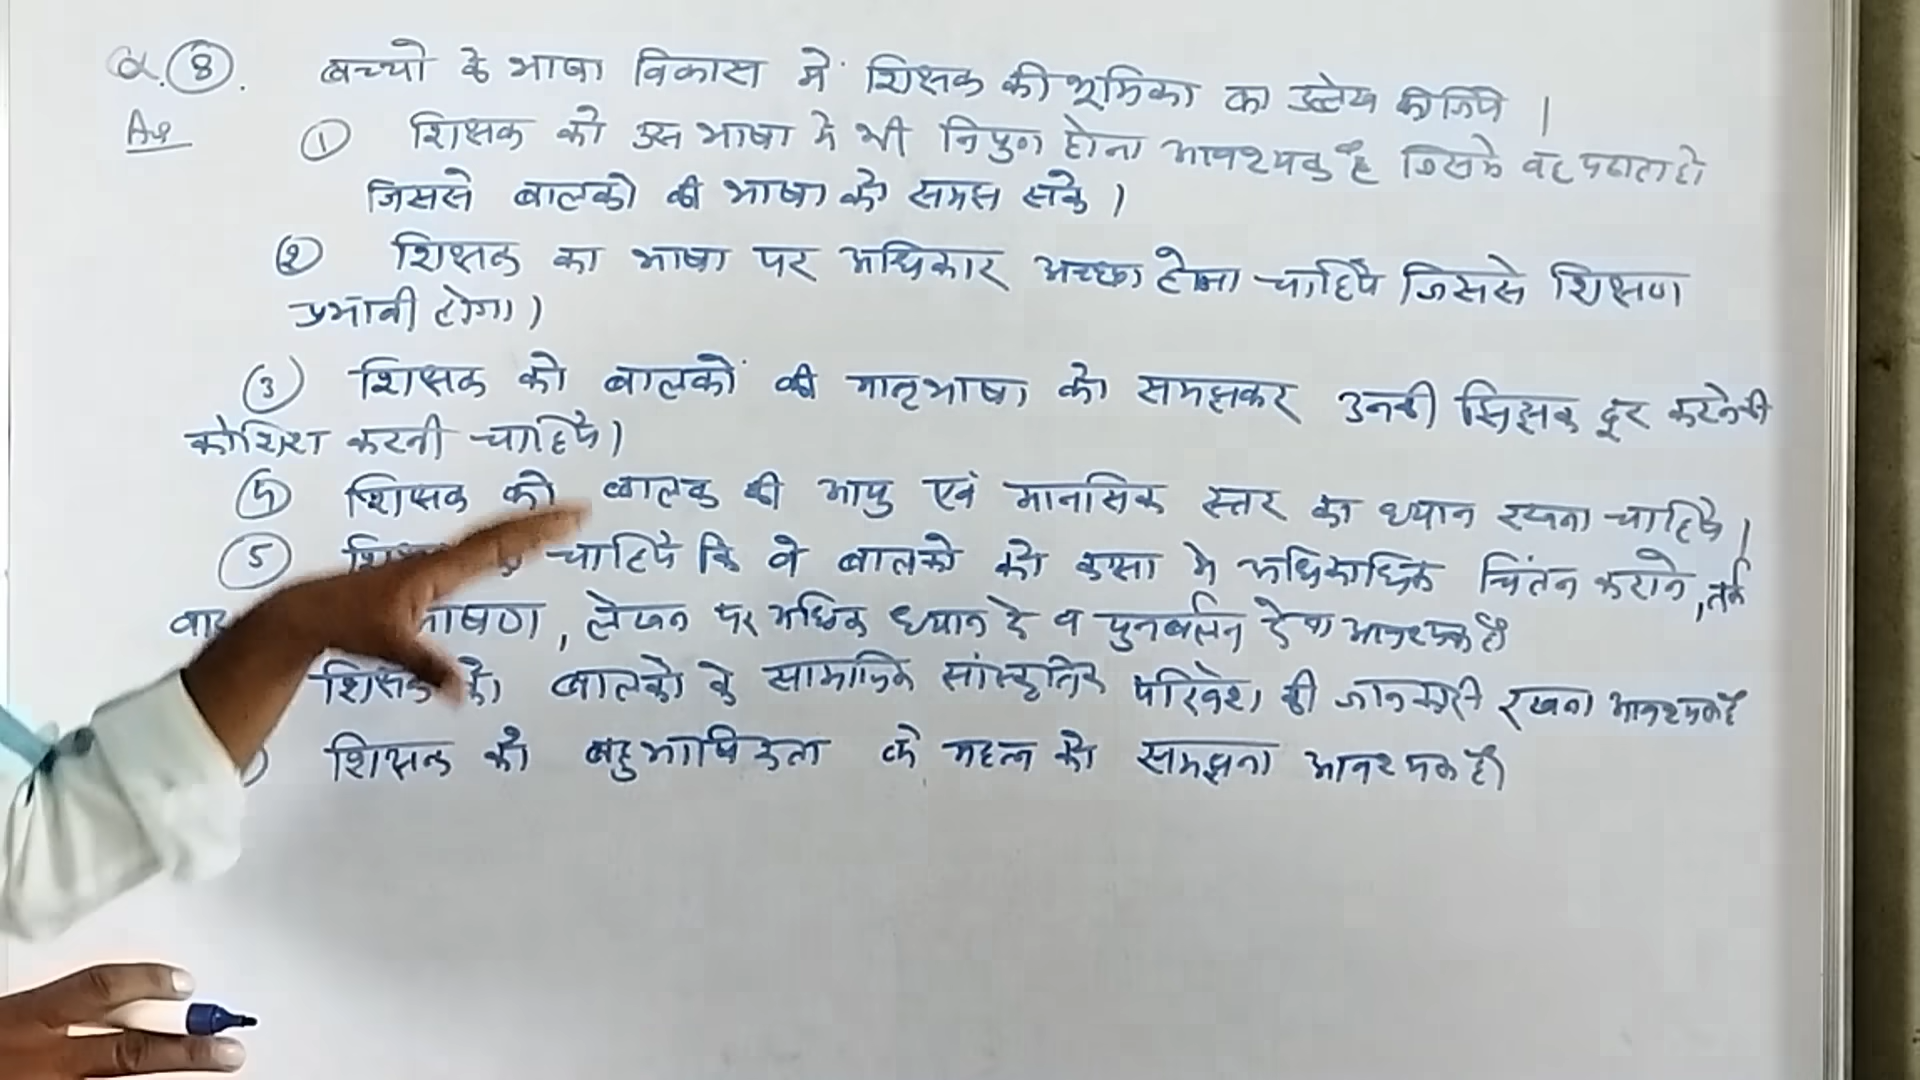 Q. 8. बच्चो के भाषा विकास में शिक्षक की भूमिका का उल्लेख कीजिये ।
Ans ① शिक्षक को उस भाषा मे भी निपुण होना आवश्यक है जिसमे वह पढाता हो
जिससे बालको की भाषा को समझ सके ।
② शिक्षक का भाषा पर अधिकार अच्छा होना चाहिये जिससे शिक्षण
प्रभावी होगा ।
③ शिक्षक को बालकों की मातृभाषा को समझकर उनकी झिझक दूर करने की
कोशिश करनी चाहिये ।
④ शिक्षक को बालक की आयु एवं मानसिक स्तर का ध्यान रखना चाहिये ।
⑤ चाहिये कि वे बालको को कक्षा मे अधिकाधिक चिंतन कराने, तर्क
लेखन पर अधिक ध्यान दे व पुनर्बलन देना आवश्यक है
शिक्षक को बालको के सामाजिक सांस्कृतिक परिवेश की जानकारी रखना आवश्यक है
शिक्षक को बहुभाषिकता के महत्व को समझना आवश्यक है।